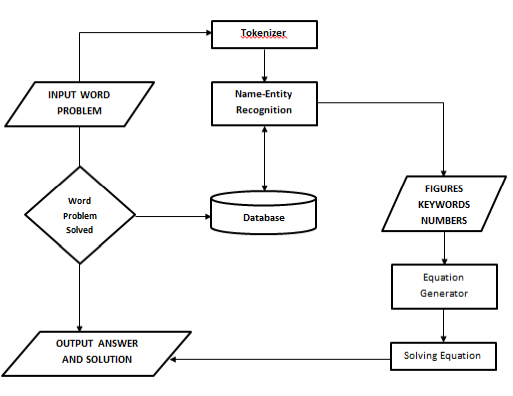 Tokenizer
INPUT WORD
PROBLEM
Name-Entity
Recognition
FIGURES
KEYWORDS
NUMBERS
Word
Problem
Solved
Database
Equation
Generator
OUTPUT ANSWER
AND SOLUTION
Solving Equation